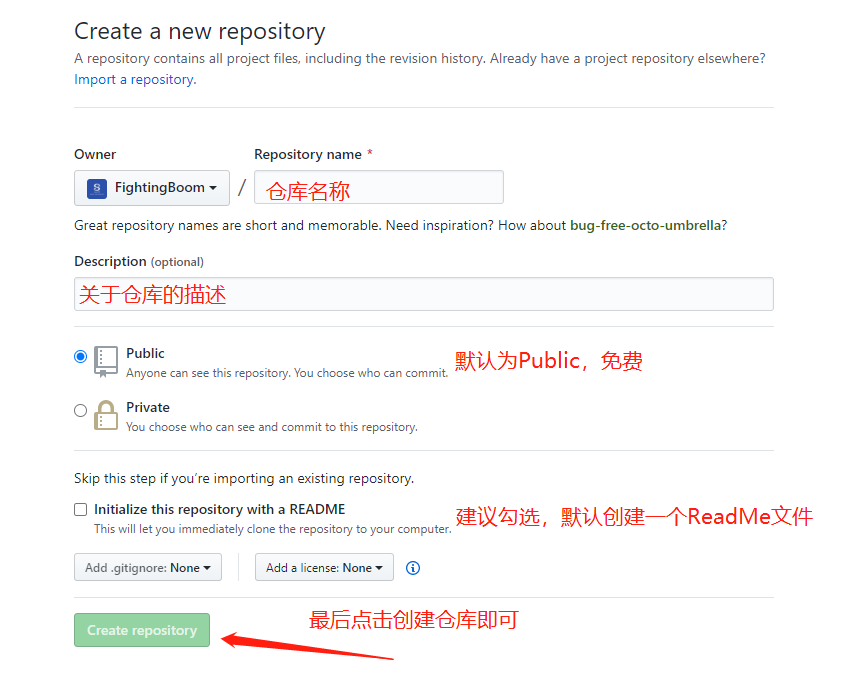 Create a new repository
A repository contains all project files, including the revision history. Already have a project repository elsewhere?
Import a repository.
Owner
Repository name *
FightingBoom
/
仓库名称
Great repository names are short and memorable. Need inspiration? How about bug-free-octo-umbrella?
Description (optional)
关于仓库的描述
Public
Anyone can see this repository. You choose who can commit.
默认为Public，免费
Private
You choose who can see and commit to this repository.
Skip this step if you're importing an existing repository.
Initialize this repository with a README
This will let you immediately clone the repository to your computer.
建议勾选，默认创建一个ReadMe文件
Add .gitignore: None
Add a license: None
最后点击创建仓库即可
Create repository